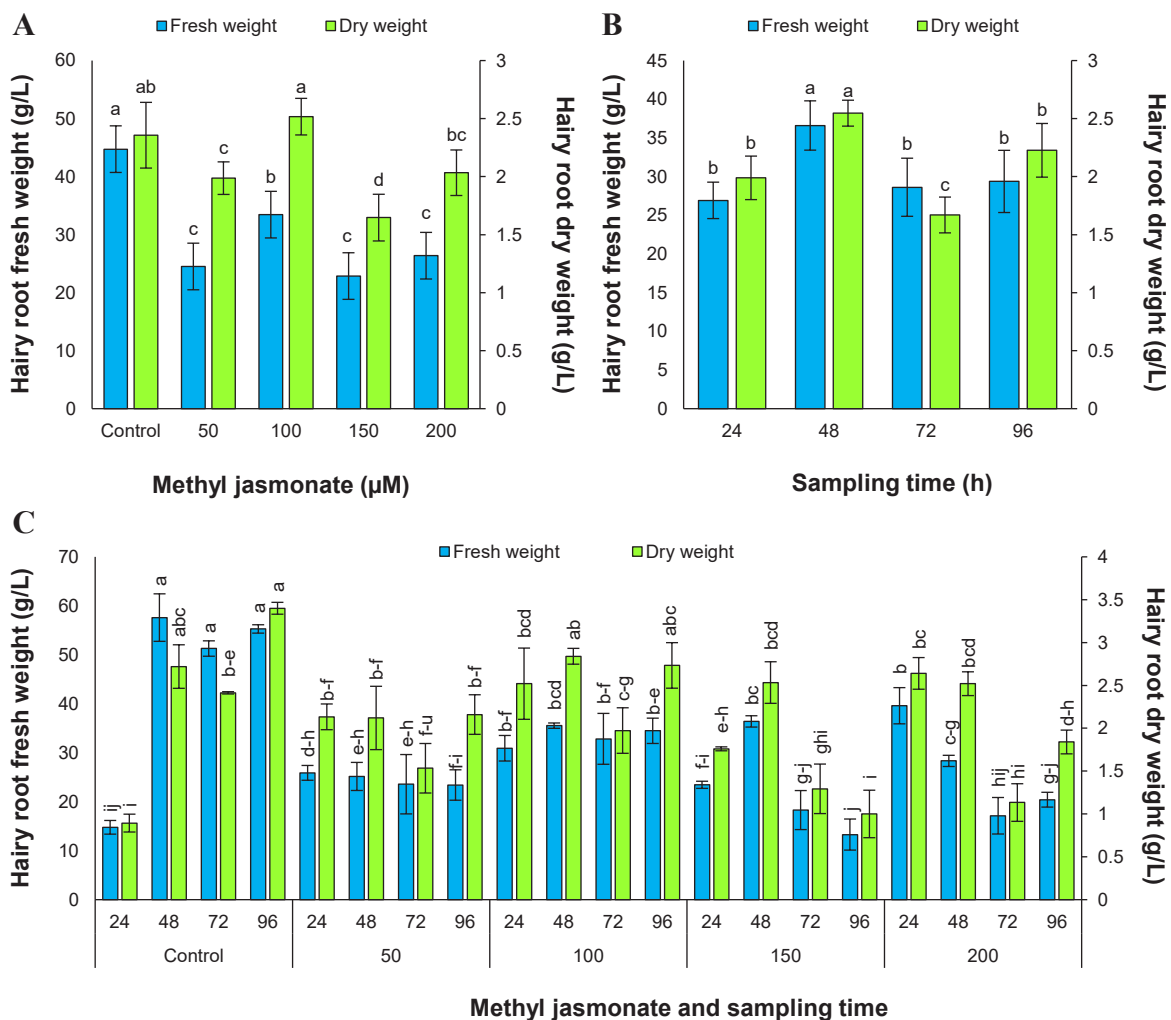 A
Fresh weight Dry weight
Hairy root fresh weight (g/L)
60
50
40
30
20
10
0
a ab c c b a c d c bc
3
2.5
2
1.5
1
0.5
0
Hairy root dry weight (g/L)
Control 50 100 150 200
Methyl jasmonate (µM)
B
Fresh weight Dry weight
Hairy root fresh weight (g/L)
45
40
35
30
25
20
15
10
5
0
b b a a b c b b
3
2.5
2
1.5
1
0.5
0
Hairy root dry weight (g/L)
24 48 72 96
Sampling time (h)
C
Fresh weight Dry weight
Hairy root fresh weight (g/L)
70
60
50
40
30
20
10
0
ij i a abc a b-e a a d-h b-f e-h b-f e-h f-u f-i b-f b-f bcd bcd ab b-f c-g b-e abc f-i e-h bc bcd g-j ghi j i b bc c-g bcd hij hi g-j d-h
4
3.5
3
2.5
2
1.5
1
0.5
0
Hairy root dry weight (g/L)
24 48 72 96 24 48 72 96 24 48 72 96 24 48 72 96 24 48 72 96
Control 50 100 150 200
Methyl jasmonate and sampling time